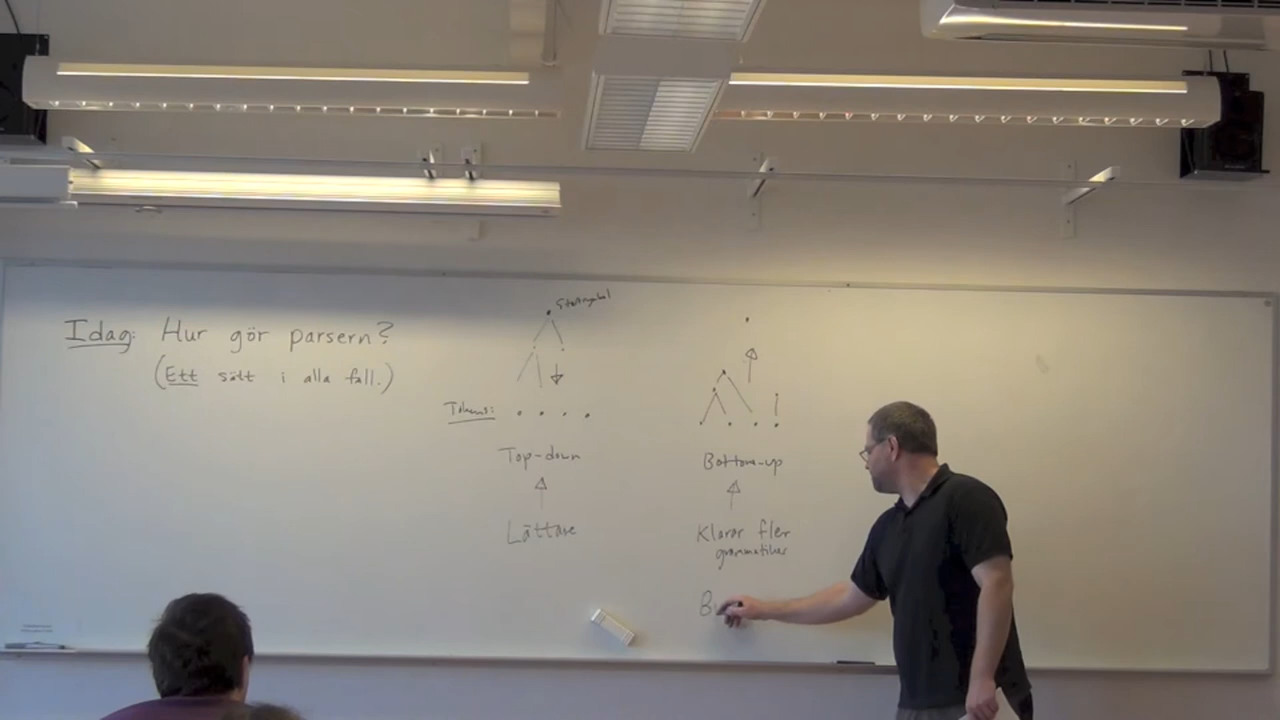 Idag: Hur gör parsern?
(Ett sätt i alla fall.)
Startsymbol
Tokens:
Top-down
Lättare
Bottom-up
Klarar fler
grammatiker